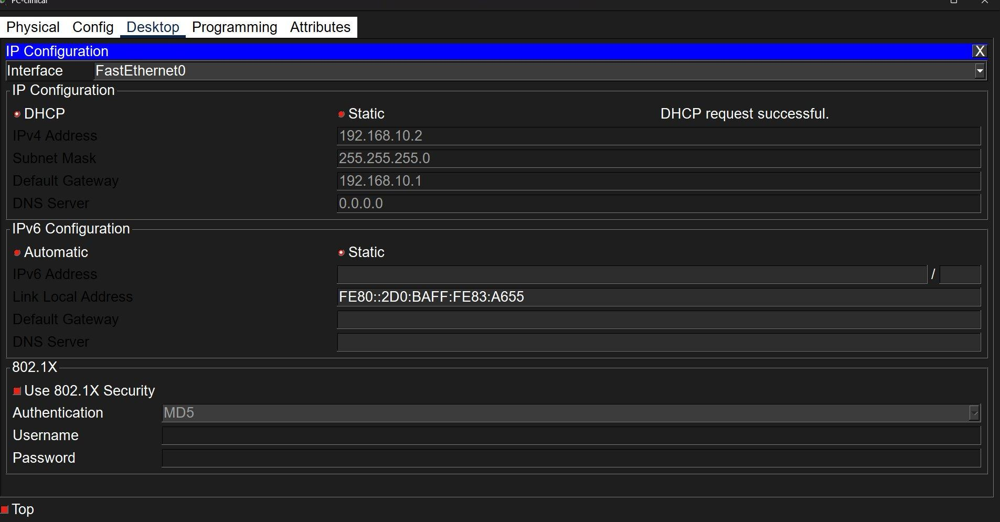 PC-clinical
Physical Config Desktop Programming Attributes
IP Configuration X
Interface FastEthernet0
IP Configuration
DHCP Static DHCP request successful.
IPv4 Address 192.168.10.2
Subnet Mask 255.255.255.0
Default Gateway 192.168.10.1
DNS Server 0.0.0.0
IPv6 Configuration
Automatic Static
IPv6 Address /
Link Local Address FE80::2D0:BAFF:FE83:A655
Default Gateway
DNS Server
802.1X
Use 802.1X Security
Authentication MD5
Username
Password
Top